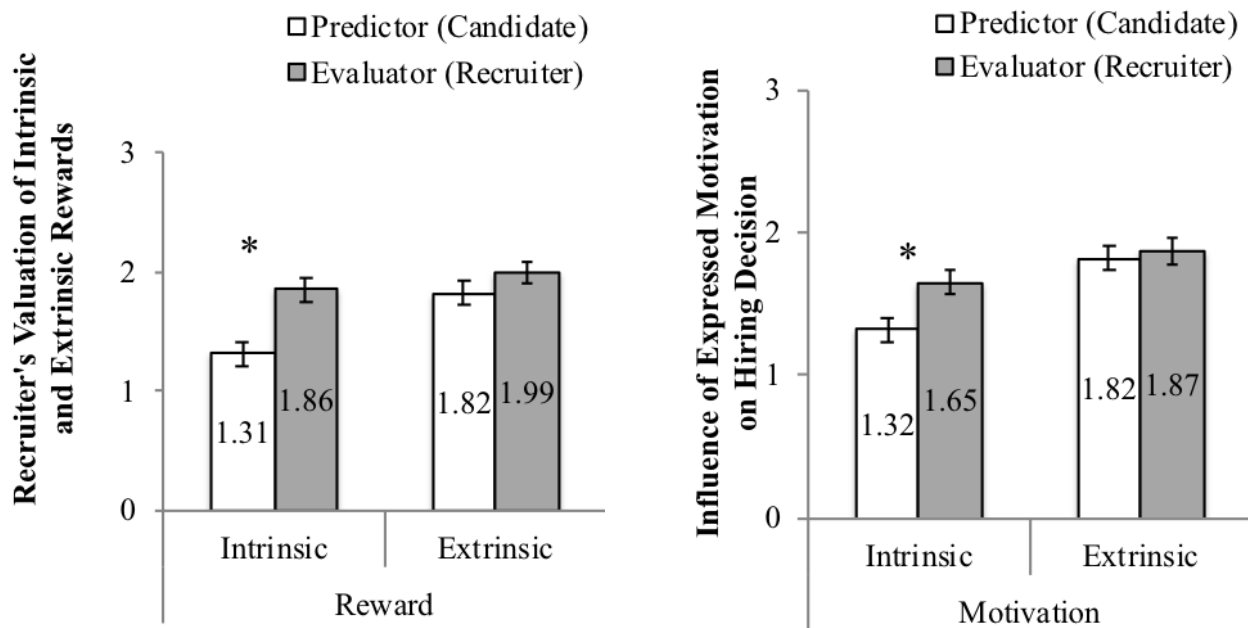 Predictor (Candidate)
Evaluator (Recruiter)
Recruiter's Valuation of Intrinsic
and Extrinsic Rewards
3
2
1
0
*
1.31
1.86
1.82
1.99
Intrinsic
Extrinsic
Reward
Predictor (Candidate)
Evaluator (Recruiter)
Influence of Expressed Motivation
on Hiring Decision
3
2
1
0
*
1.32
1.65
1.82
1.87
Intrinsic
Extrinsic
Motivation